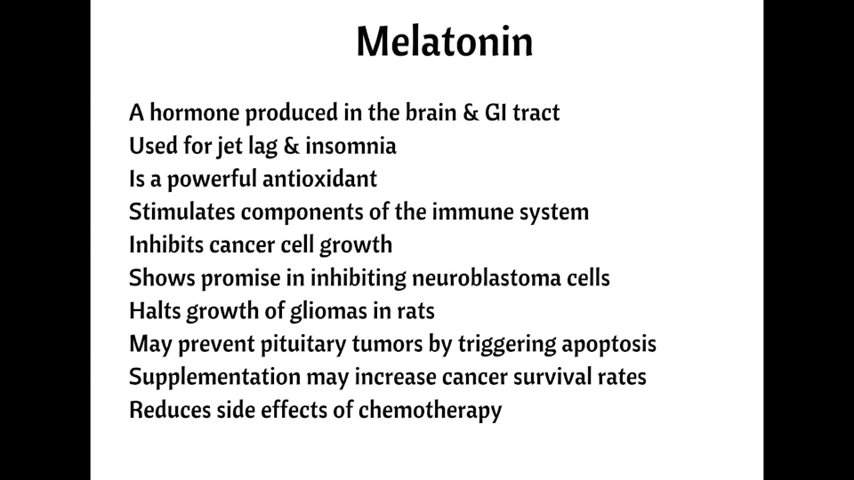 Melatonin
A hormone produced in the brain & GI tract
Used for jet lag & insomnia
Is a powerful antioxidant
Stimulates components of the immune system
Inhibits cancer cell growth
Shows promise in inhibiting neuroblastoma cells
Halts growth of gliomas in rats
May prevent pituitary tumors by triggering apoptosis
Supplementation may increase cancer survival rates
Reduces side effects of chemotherapy